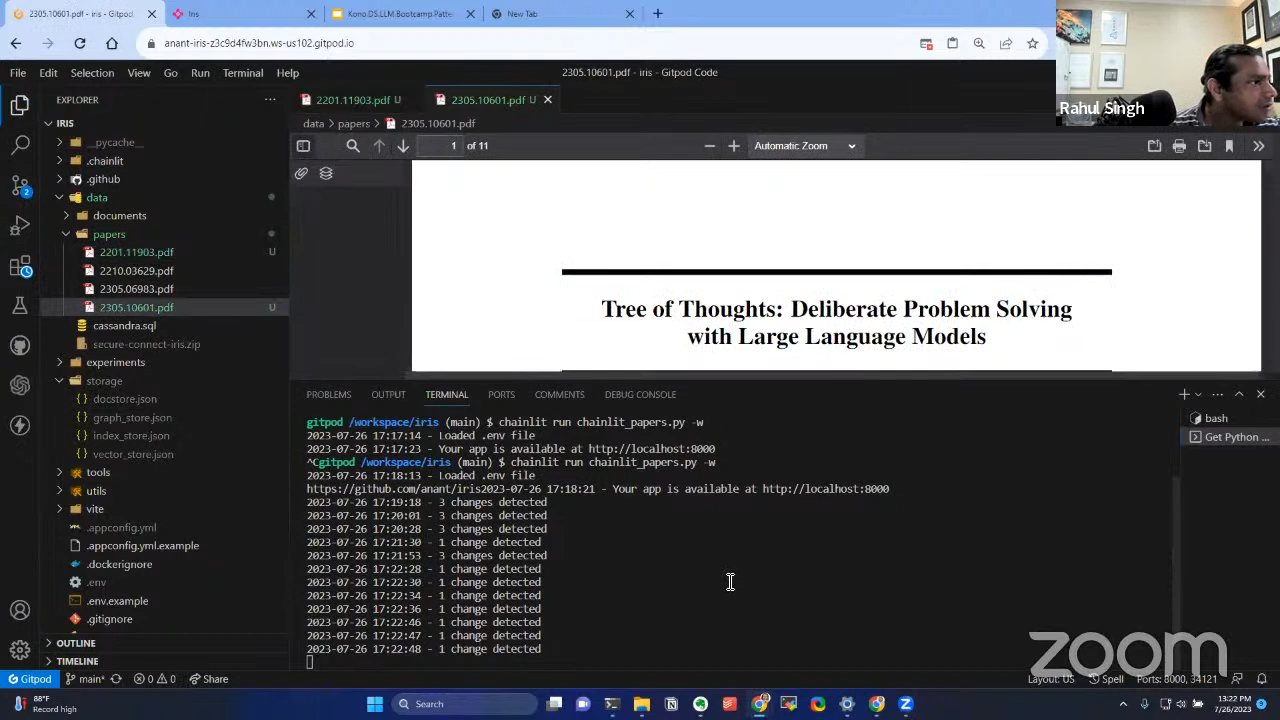 2305.10601.pdf - iris - Gitpod C
Iris
Kono.DS.LLM.Bootcamp.Patte
New Tab
anant-iris-z3c9d4fw3bn.ws-us102.gitpod.io
File Edit Selection View Go Run Terminal Help
2305.10601.pdf - iris - Gitpod Code
Rahul Singh
EXPLORER
2201.11903.pdf U
2305.10601.pdf U
IRIS
data
papers
2305.10601.pdf
__pycache__
.chainlit
.github
data
documents
papers
2201.11903.pdf U
2210.03629.pdf
2305.06983.pdf
2305.10601.pdf U
cassandra.sql
secure-connect-iris.zip
experiments
storage
docstore.json
graph_store.json
index_store.json
vector_store.json
tools
utils
vite
.appconfig.yml
.appconfig.yml.example
.dockerignore
.env
.env.example
.gitignore
OUTLINE
TIMELINE
2
1 of 11
Automatic Zoom
Tree of Thoughts: Deliberate Problem Solving
with Large Language Models
PROBLEMS OUTPUT TERMINAL PORTS COMMENTS DEBUG CONSOLE
bash
Get Python ...
gitpod /workspace/iris (main) $ chainlit run chainlit_papers.py -w
2023-07-26 17:17:14 - Loaded .env file
2023-07-26 17:17:23 - Your app is available at http://localhost:8000
^Cgitpod /workspace/iris (main) $ chainlit run chainlit_papers.py -w
2023-07-26 17:18:13 - Loaded .env file
https://github.com/anant/iris2023-07-26 17:18:21 - Your app is available at http://localhost:8000
2023-07-26 17:19:18 - 3 changes detected
2023-07-26 17:20:01 - 3 changes detected
2023-07-26 17:20:28 - 3 changes detected
2023-07-26 17:21:30 - 1 change detected
2023-07-26 17:21:53 - 3 changes detected
2023-07-26 17:22:28 - 1 change detected
2023-07-26 17:22:30 - 1 change detected
2023-07-26 17:22:34 - 1 change detected
2023-07-26 17:22:36 - 1 change detected
2023-07-26 17:22:46 - 1 change detected
2023-07-26 17:22:47 - 1 change detected
2023-07-26 17:22:48 - 1 change detected
zoom
Gitpod main* 0 0 Share
Layout: US Spell Ports: 8000, 34121
88°F
Record high
Search
13:22
7/26/2023